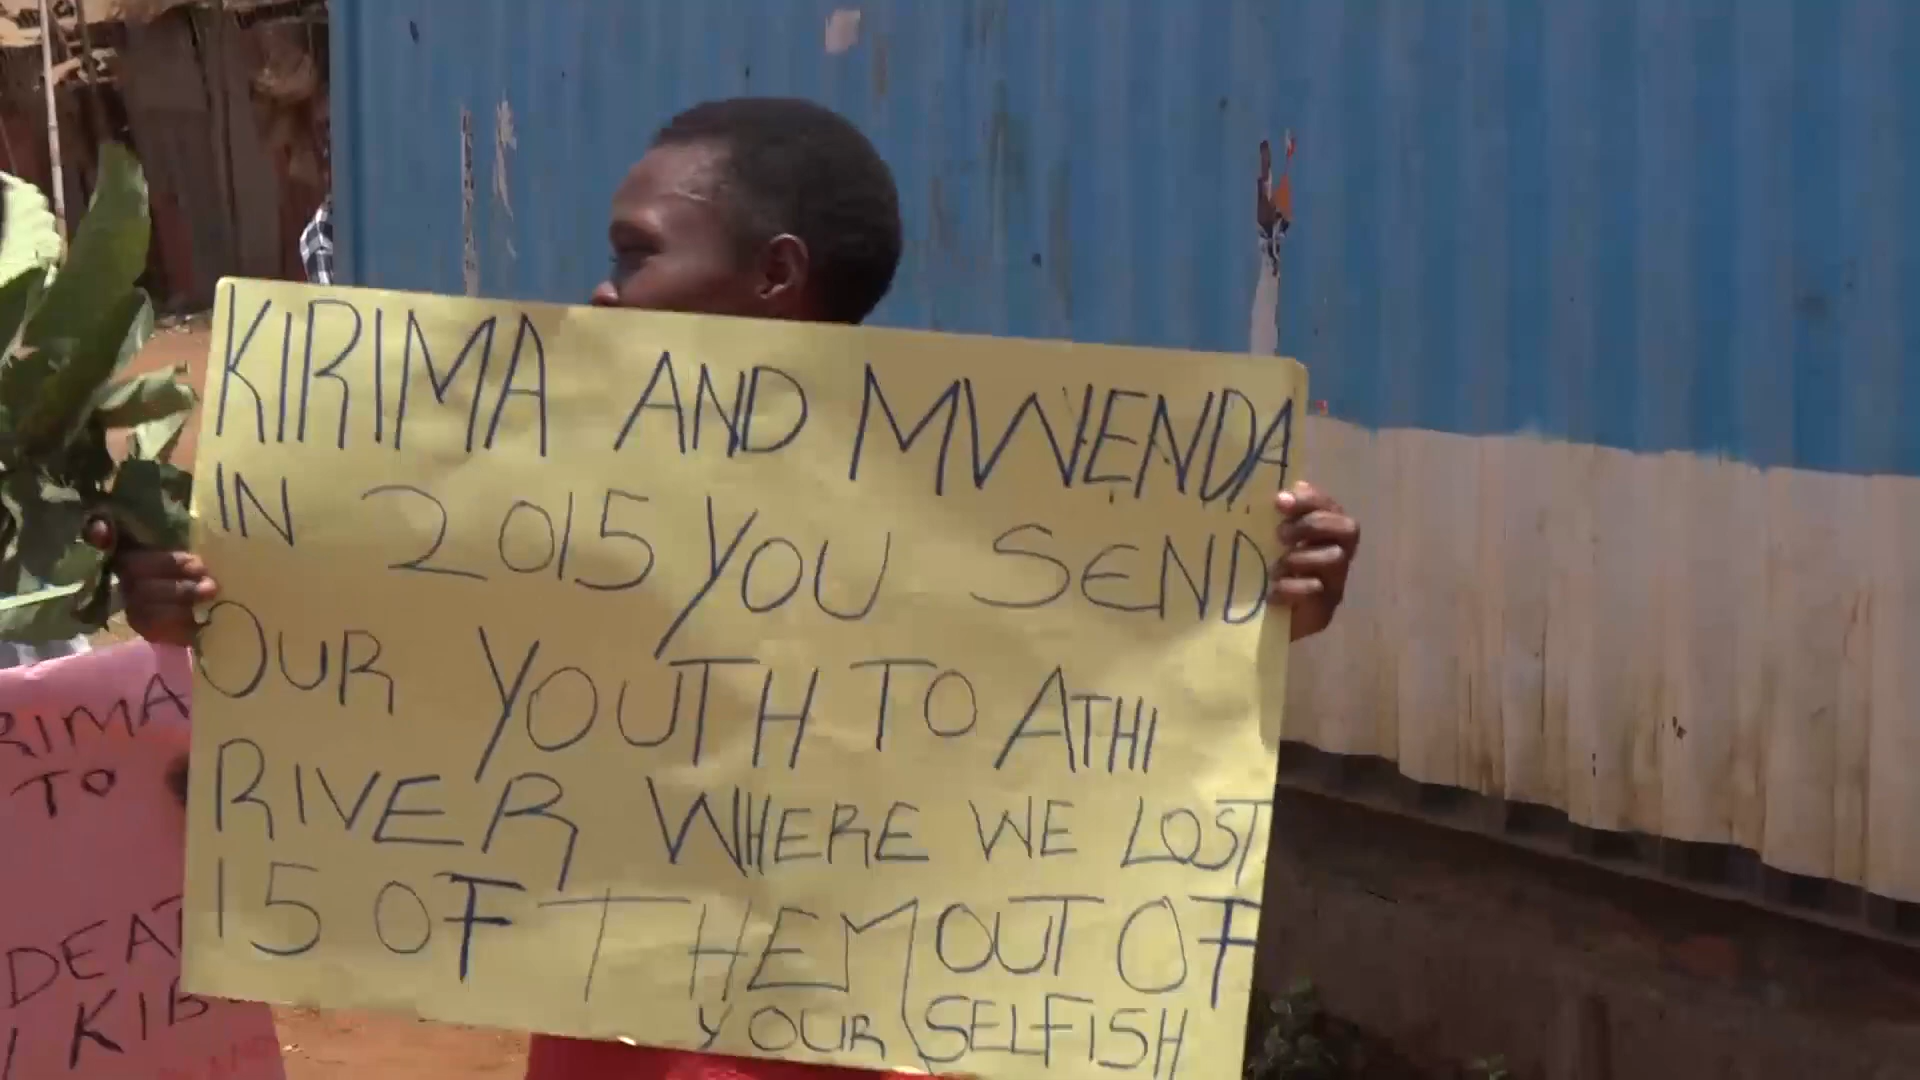 KIRIMA AND MWENDA
IN 2015 YOU SEND
OUR YOUTH TO ATHI
RIVER WHERE WE LOST
15 OF THEM OUT OF
YOUR SELFISH
RIMA
TO
DEAT
KIB